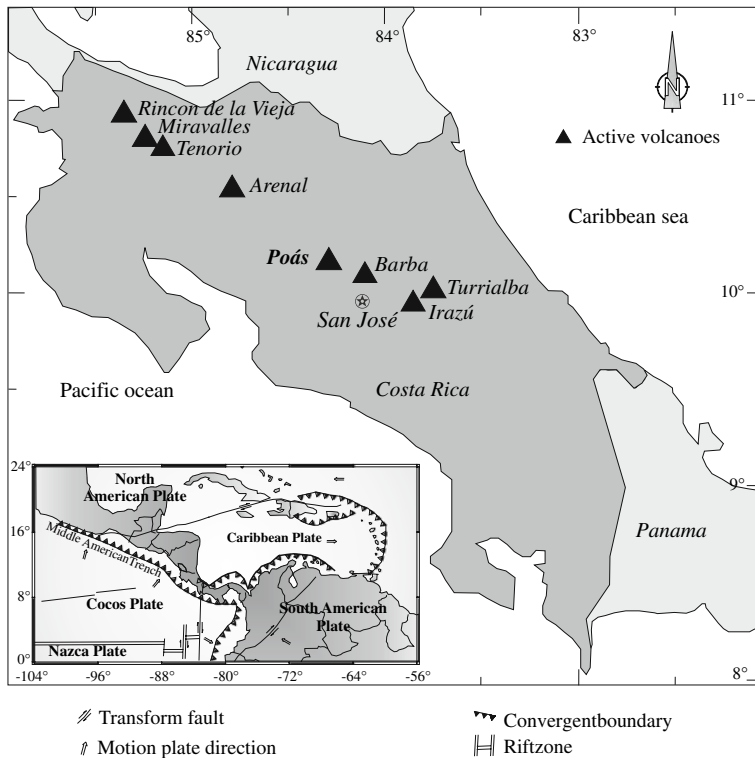 85°
84°
83°
Nicaragua
11°
Rincon de la Vieja
Miravalles
Tenorio
N
Active volcanoes
Arenal
Caribbean sea
Poás
Barba
Turrialba
10°
San José
Irazú
Pacific ocean
Costa Rica
24°
North
American Plate
16°
Caribbean Plate
Middle AmericanTrench
9°
Panama
8°
Cocos Plate
South American
Plate
Nazca Plate
0°
-104°
-96°
-88°
-80°
-72°
-64°
-56°
8°
Transform fault
Convergentboundary
Motion plate direction
Riftzone